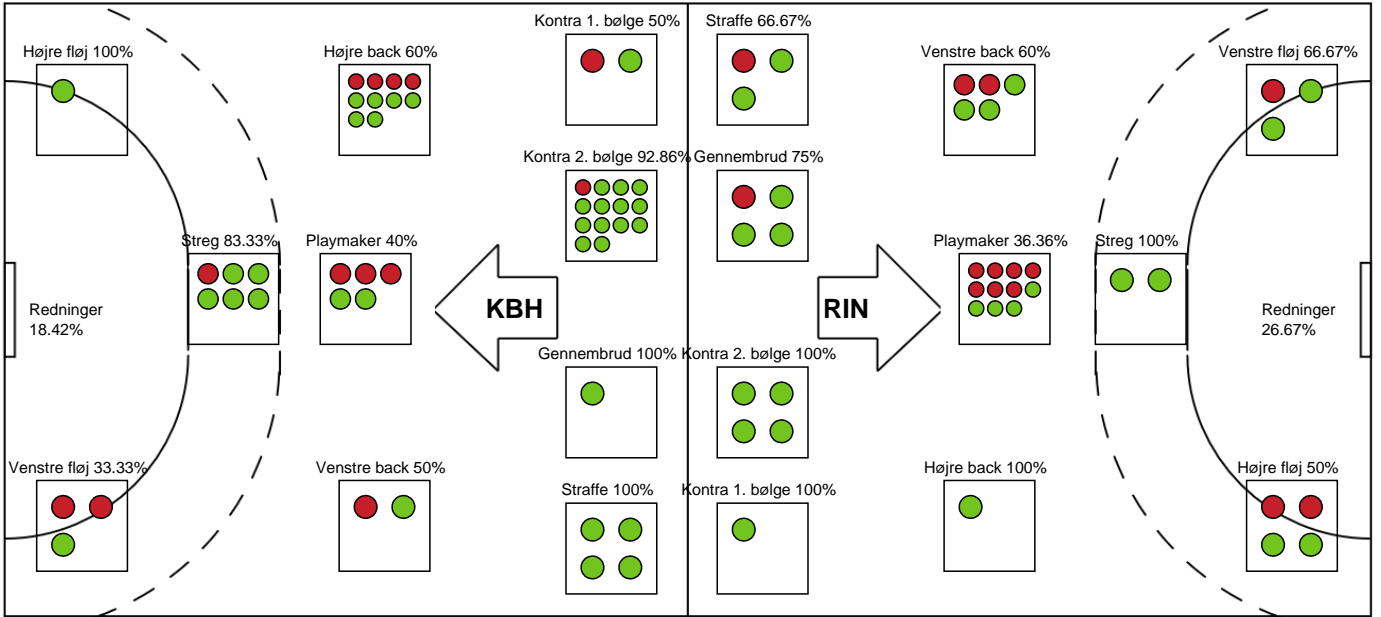 Kontra 1. bølge 50%
Straffe 66.67%
Højre fløj 100%
Højre back 60%
Venstre back 60%
Venstre fløj 66.67%
Kontra 2. bølge 92.86%
Gennembrud 75%
Streg 83.33%
Playmaker 40%
Playmaker 36.36%
Streg 100%
Redninger
18.42%
KBH
RIN
Redninger
26.67%
Gennembrud 100%
Kontra 2. bølge 100%
Venstre fløj 33.33%
Venstre back 50%
Straffe 100%
Kontra 1. bølge 100%
Højre back 100%
Højre fløj 50%